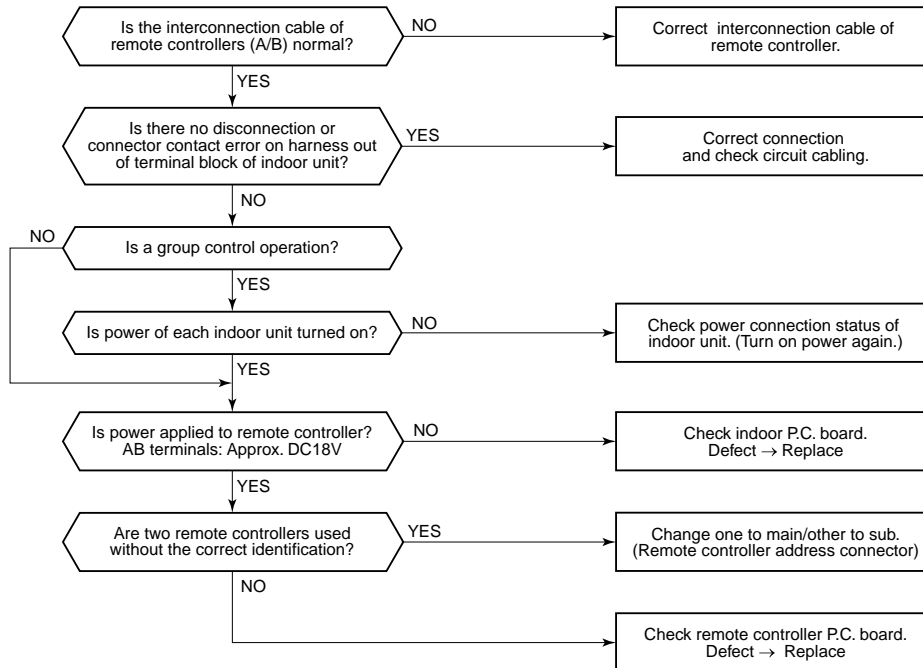 Is the interconnection cable of
remote controllers (A/B) normal?
NO
Correct interconnection cable of
remote controller.
YES
Is there no disconnection or
connector contact error on harness out
of terminal block of indoor unit?
YES
Correct connection
and check circuit cabling.
NO
NO
Is a group control operation?
YES
Is power of each indoor unit turned on?
NO
Check power connection status of
indoor unit. (Turn on power again.)
YES
Is power applied to remote controller?
AB terminals: Approx. DC18V
NO
Check indoor P.C. board.
Defect → Replace
YES
Are two remote controllers used
without the correct identification?
YES
Change one to main/other to sub.
(Remote controller address connector)
NO
Check remote controller P.C. board.
Defect → Replace